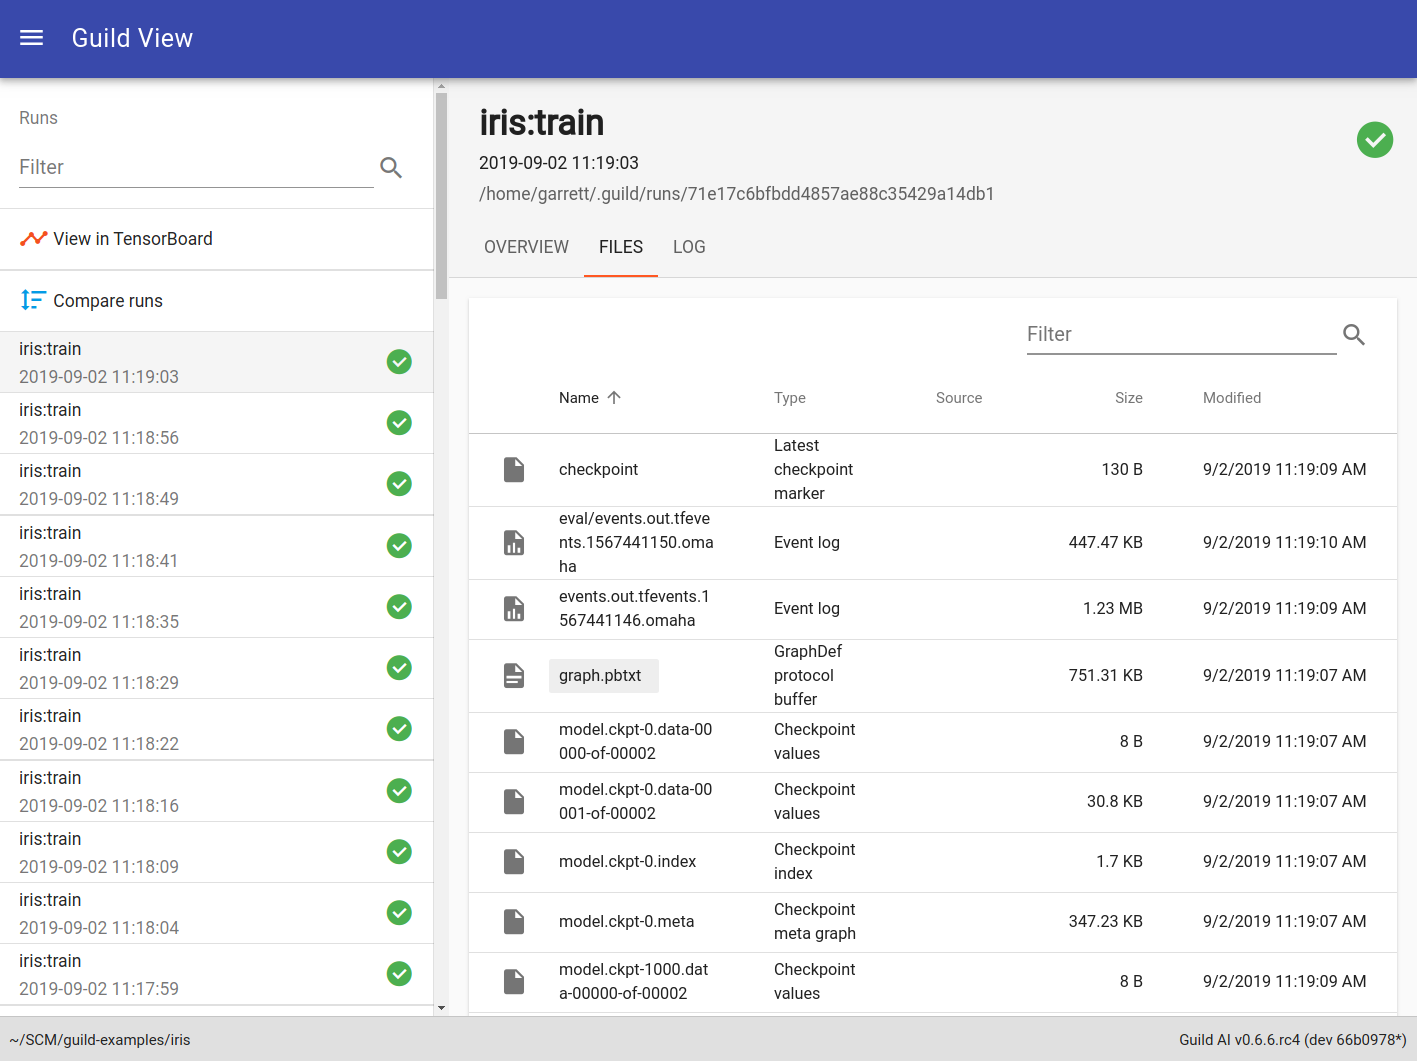 Guild View
Runs
Filter
View in TensorBoard
Compare runs
iris:train
2019-09-02 11:19:03
iris:train
2019-09-02 11:18:56
iris:train
2019-09-02 11:18:49
iris:train
2019-09-02 11:18:41
iris:train
2019-09-02 11:18:35
iris:train
2019-09-02 11:18:29
iris:train
2019-09-02 11:18:22
iris:train
2019-09-02 11:18:16
iris:train
2019-09-02 11:18:09
iris:train
2019-09-02 11:18:04
iris:train
2019-09-02 11:17:59
iris:train
2019-09-02 11:19:03
/home/garrett/.guild/runs/71e17c6bfbdd4857ae88c35429a14db1
OVERVIEW FILES LOG
Filter
Name Type Source Size Modified
Latest
checkpoint checkpoint 130 B 9/2/2019 11:19:09 AM
marker
eval/events.out.tfeve
nts.1567441150.oma Event log 447.47 KB 9/2/2019 11:19:10 AM
ha
events.out.tfevents.1
567441146.omaha
Event log 1.23 MB 9/2/2019 11:19:09 AM
GraphDef
graph.pbtxt protocol 751.31 KB 9/2/2019 11:19:07 AM
buffer
model.ckpt-0.data-00
000-of-00002
Checkpoint
values
8 B 9/2/2019 11:19:07 AM
model.ckpt-0.data-00
001-of-00002
Checkpoint
values
30.8 KB 9/2/2019 11:19:07 AM
model.ckpt-0.index
Checkpoint
index
1.7 KB 9/2/2019 11:19:07 AM
model.ckpt-0.meta
Checkpoint
meta graph
347.23 KB 9/2/2019 11:19:07 AM
model.ckpt-1000.dat
a-00000-of-00002
Checkpoint
values
8 B 9/2/2019 11:19:09 AM
~/SCM/guild-examples/iris
Guild AI v0.6.6.rc4 (dev 66b0978*)